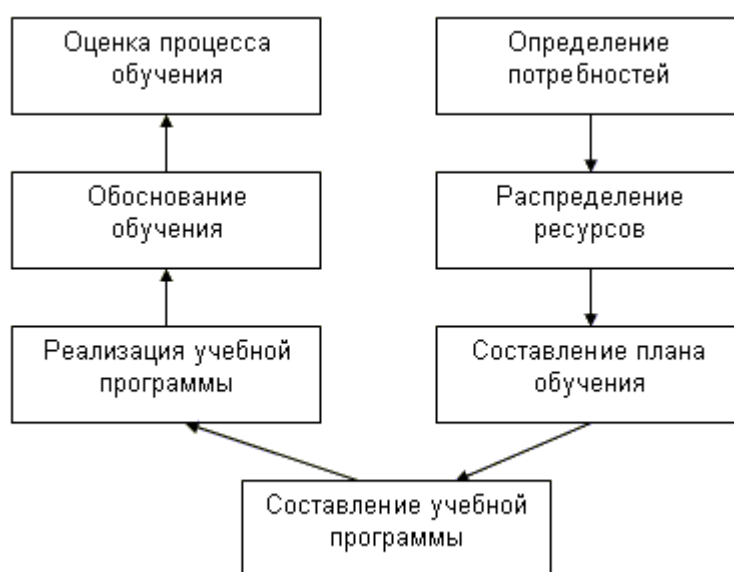 Оценка процесса
обучения
Определение
потребностей
Обоснование
обучения
Распределение
ресурсов
Реализация учебной
программы
Составление плана
обучения
Составление учебной
программы